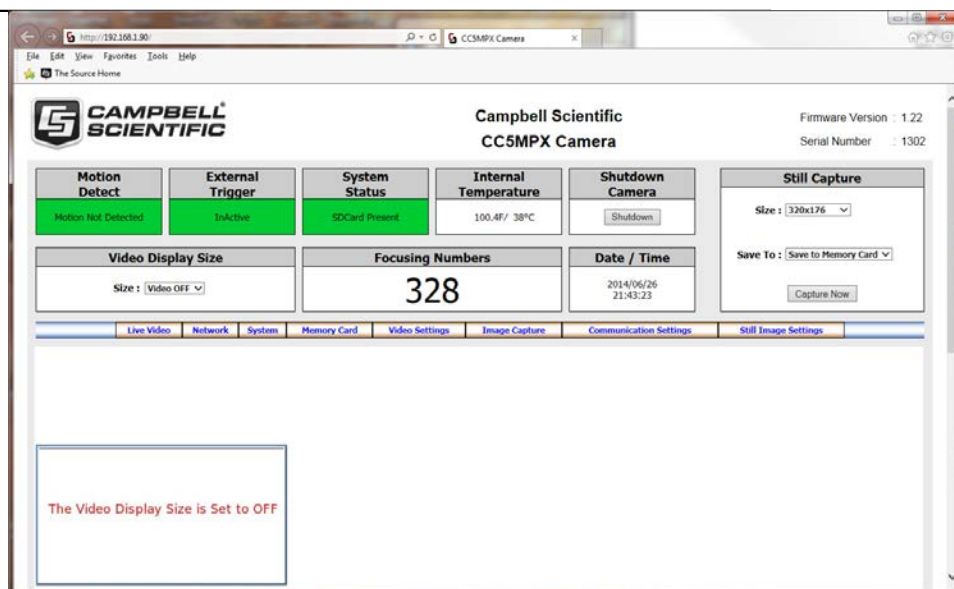 http://192.168.1.90/
CC5MPX Camera
File Edit View Favorites Tools Help
The Source Home
CAMPBELL
SCIENTIFIC
Campbell Scientific
CC5MPX Camera
Firmware Version : 1.22
Serial Number : 1302
Motion
Detect
Motion Not Detected
External
Trigger
InActive
System
Status
SDCard Present
Internal
Temperature
100.4F/ 38°C
Shutdown
Camera
Shutdown
Still Capture
Size : 320x176
Save To : Save to Memory Card
Capture Now
Video Display Size
Size : Video OFF
Focusing Numbers
328
Date / Time
2014/06/26
21:43:23
Live Video Network System Memory Card Video Settings Image Capture Communication Settings Still Image Settings
The Video Display Size is Set to OFF